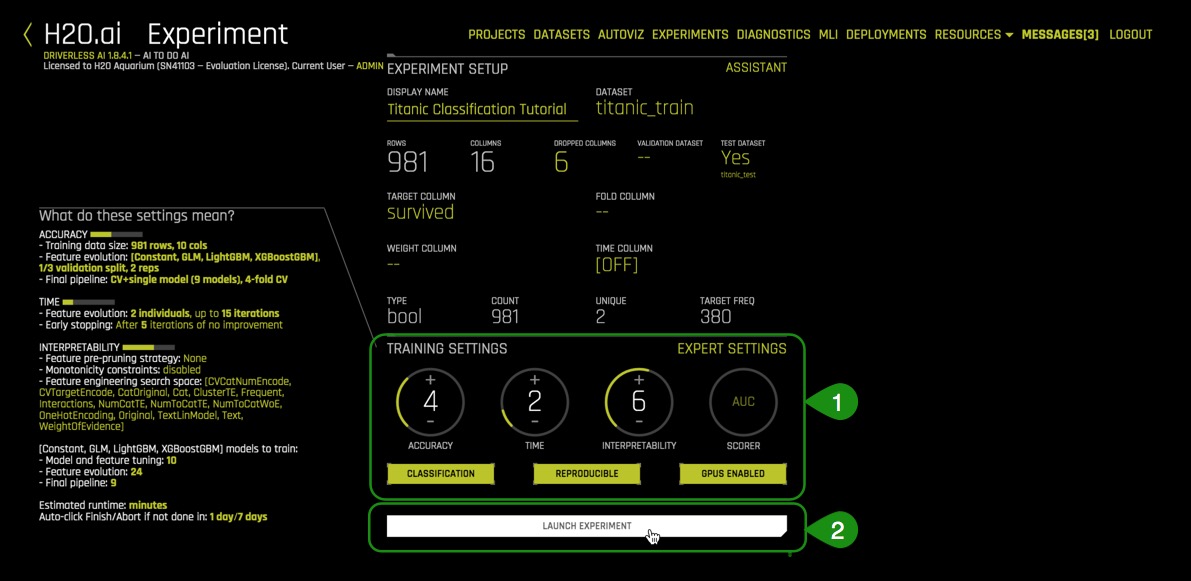 H2O.ai Experiment
PROJECTS DATASETS AUTOVIZ EXPERIMENTS DIAGNOSTICS MLI DEPLOYMENTS RESOURCES MESSAGES[3] LOGOUT
DRIVERLESS AI 1.8.4.1 – AI TO DO AI
Licensed to H2O Aquarium (SN41103 – Evaluation License). Current User – ADMIN
EXPERIMENT SETUP
ASSISTANT
DISPLAY NAME
Titanic Classification Tutorial
DATASET
titanic_train
ROWS
981
COLUMNS
16
DROPPED COLUMNS
6
VALIDATION DATASET
--
TEST DATASET
Yes
titanic_test
TARGET COLUMN
survived
FOLD COLUMN
--
WEIGHT COLUMN
--
TIME COLUMN
[OFF]
TYPE
bool
COUNT
981
UNIQUE
2
TARGET FREQ
380
What do these settings mean?
ACCURACY
- Training data size: 981 rows, 10 cols
- Feature evolution: [Constant, GLM, LightGBM, XGBoostGBM],
1/3 validation split, 2 reps
- Final pipeline: CV+single model (9 models), 4-fold CV
TIME
- Feature evolution: 2 individuals, up to 15 iterations
- Early stopping: After 5 iterations of no improvement
INTERPRETABILITY
- Feature pre-pruning strategy: None
- Monotonicity constraints: disabled
- Feature engineering search space: [CVCatNumEncode,
CVTargetEncode, CatOriginal, Cat, ClusterTE, Frequent,
Interactions, NumCatTE, NumToCatTE, NumToCatWoE,
OneHotEncoding, Original, TextLinModel, Text,
WeightOfEvidence]
[Constant, GLM, LightGBM, XGBoostGBM] models to train:
- Model and feature tuning: 10
- Feature evolution: 24
- Final pipeline: 9
Estimated runtime: minutes
Auto-click Finish/Abort if not done in: 1 day/7 days
TRAINING SETTINGS
EXPERT SETTINGS
+
4
-
ACCURACY
+
2
-
TIME
+
6
-
INTERPRETABILITY
AUC
SCORER
CLASSIFICATION
REPRODUCIBLE
GPUS ENABLED
1
LAUNCH EXPERIMENT
2